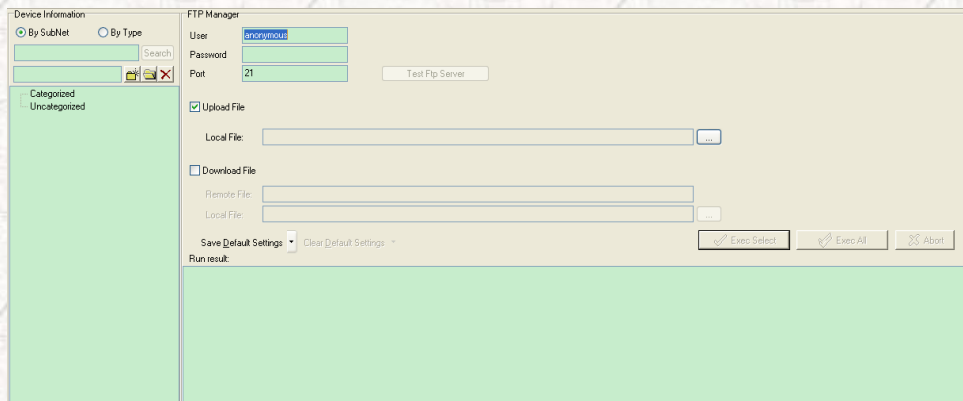 Device Information
By SubNet
By Type
Search
Categorized
Uncategorized
FTP Manager
User
anonymous
Password
Port
21
Test Ftp Server
Upload File
Local File:
...
Download File
Remote File:
Local File:
...
Save Default Settings
Clear Default Settings
Exec Select
Exec All
Abort
Run result: